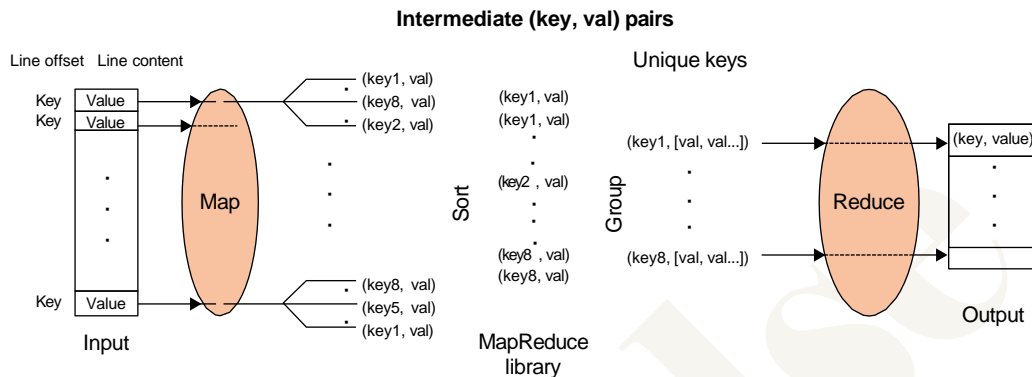 Intermediate (key, val) pairs
Line offset Line content
Unique keys
Key Value
Key Value
Key Value
Input
Map
(key1, val)
(key8, val)
(key2, val)
(key8, val)
(key5, val)
(key1, val)
Sort
(key1, val)
(key1, val)
(key2 , val)
(key8 , val)
(key8, val)
MapReduce
library
Group
(key1, [val, val...])
(key8, [val, val...])
Reduce
(key, value)
Output